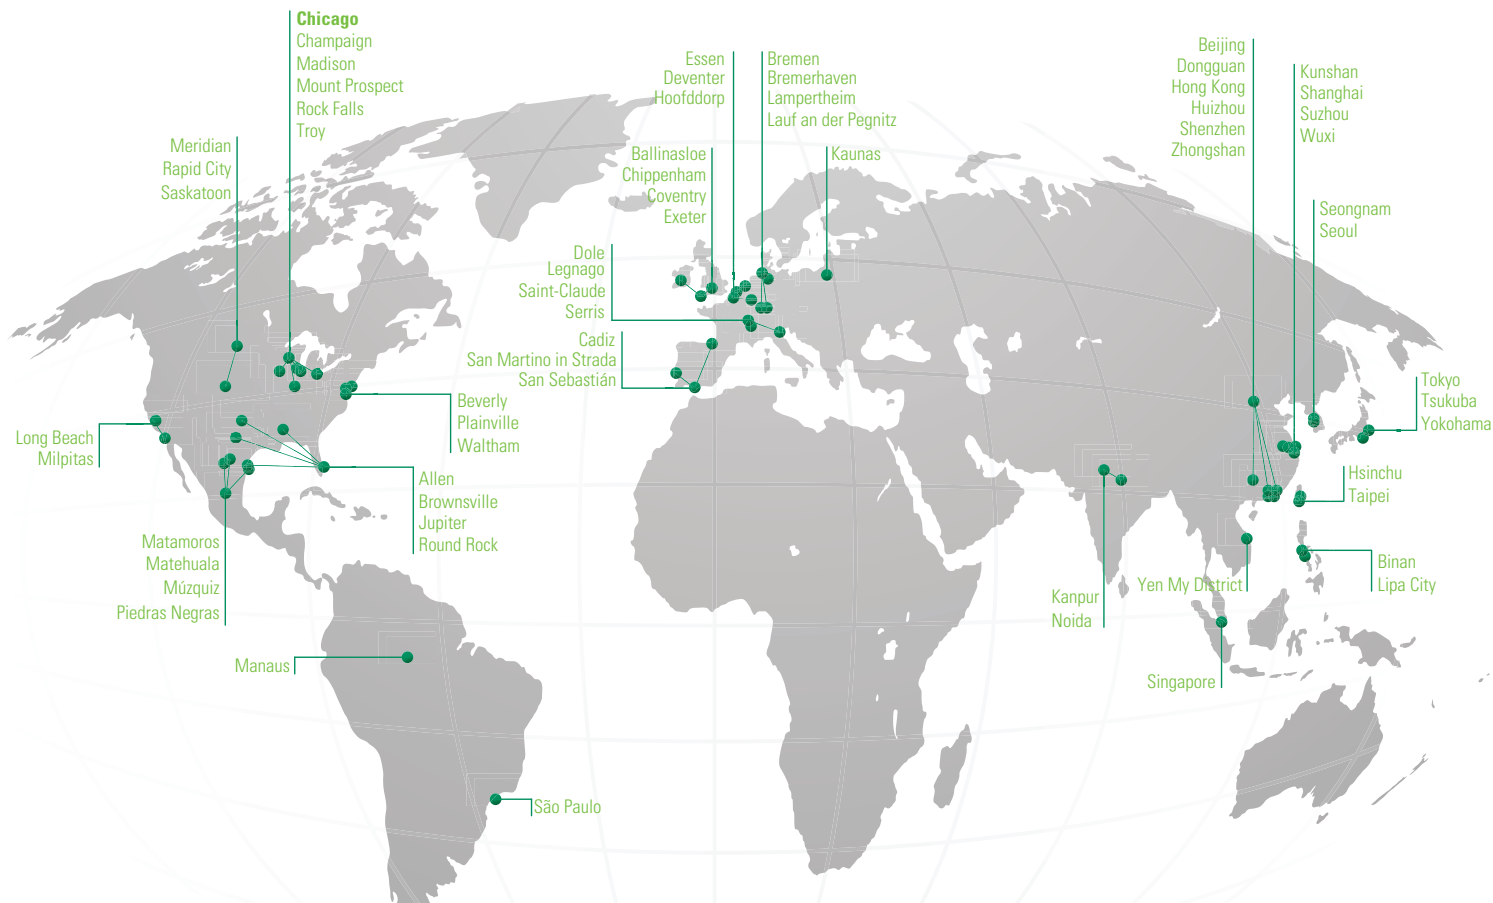 Chicago
Champaign
Madison
Mount Prospect
Rock Falls
Troy
Meridian
Rapid City
Saskatoon
Essen
Deventer
Hoofddorp
Bremen
Bremerhaven
Lampertheim
Lauf an der Pegnitz
Ballinasloe
Chippenham
Coventry
Exeter
Kaunas
Dole
Legnago
Saint-Claude
Serris
Cadiz
San Martino in Strada
San Sebastián
Beijing
Dongguan
Hong Kong
Huizhou
Shenzhen
Zhongshan
Kunshan
Shanghai
Suzhou
Wuxi
Seongnam
Seoul
Tokyo
Tsukuba
Yokohama
Long Beach
Milpitas
Beverly
Plainville
Waltham
Allen
Brownsville
Jupiter
Round Rock
Hsinchu
Taipei
Matamoros
Matehuala
Múzquiz
Piedras Negras
Binan
Lipa City
Kanpur
Noida
Yen My District
Manaus
Singapore
São Paulo